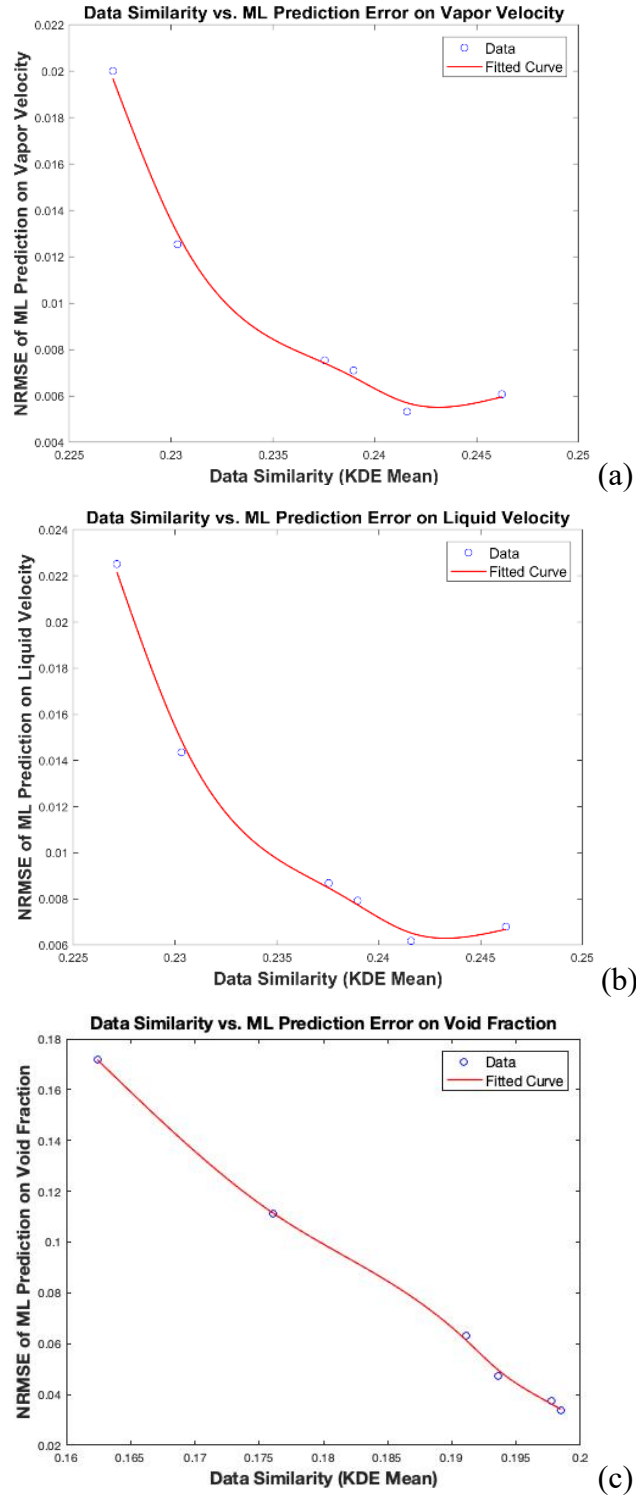 Data Similarity vs. ML Prediction Error on Vapor Velocity
NRMSE of ML Prediction on Vapor Velocity
0.022
0.02
0.018
0.016
0.014
0.012
0.01
0.008
0.006
0.004
Data
Fitted Curve
0.225
0.23
0.235
0.24
0.245
0.25
Data Similarity (KDE Mean)
(a)
Data Similarity vs. ML Prediction Error on Liquid Velocity
NRMSE of ML Prediction on Liquid Velocity
0.024
0.022
0.02
0.018
0.016
0.014
0.012
0.01
0.008
0.006
Data
Fitted Curve
0.225
0.23
0.235
0.24
0.245
0.25
Data Similarity (KDE Mean)
(b)
Data Similarity vs. ML Prediction Error on Void Fraction
NRMSE of ML Prediction on Void Fraction
0.18
0.16
0.14
0.12
0.1
0.08
0.06
0.04
0.02
Data
Fitted Curve
0.16
0.165
0.17
0.175
0.18
0.185
0.19
0.195
0.2
Data Similarity (KDE Mean)
(c)